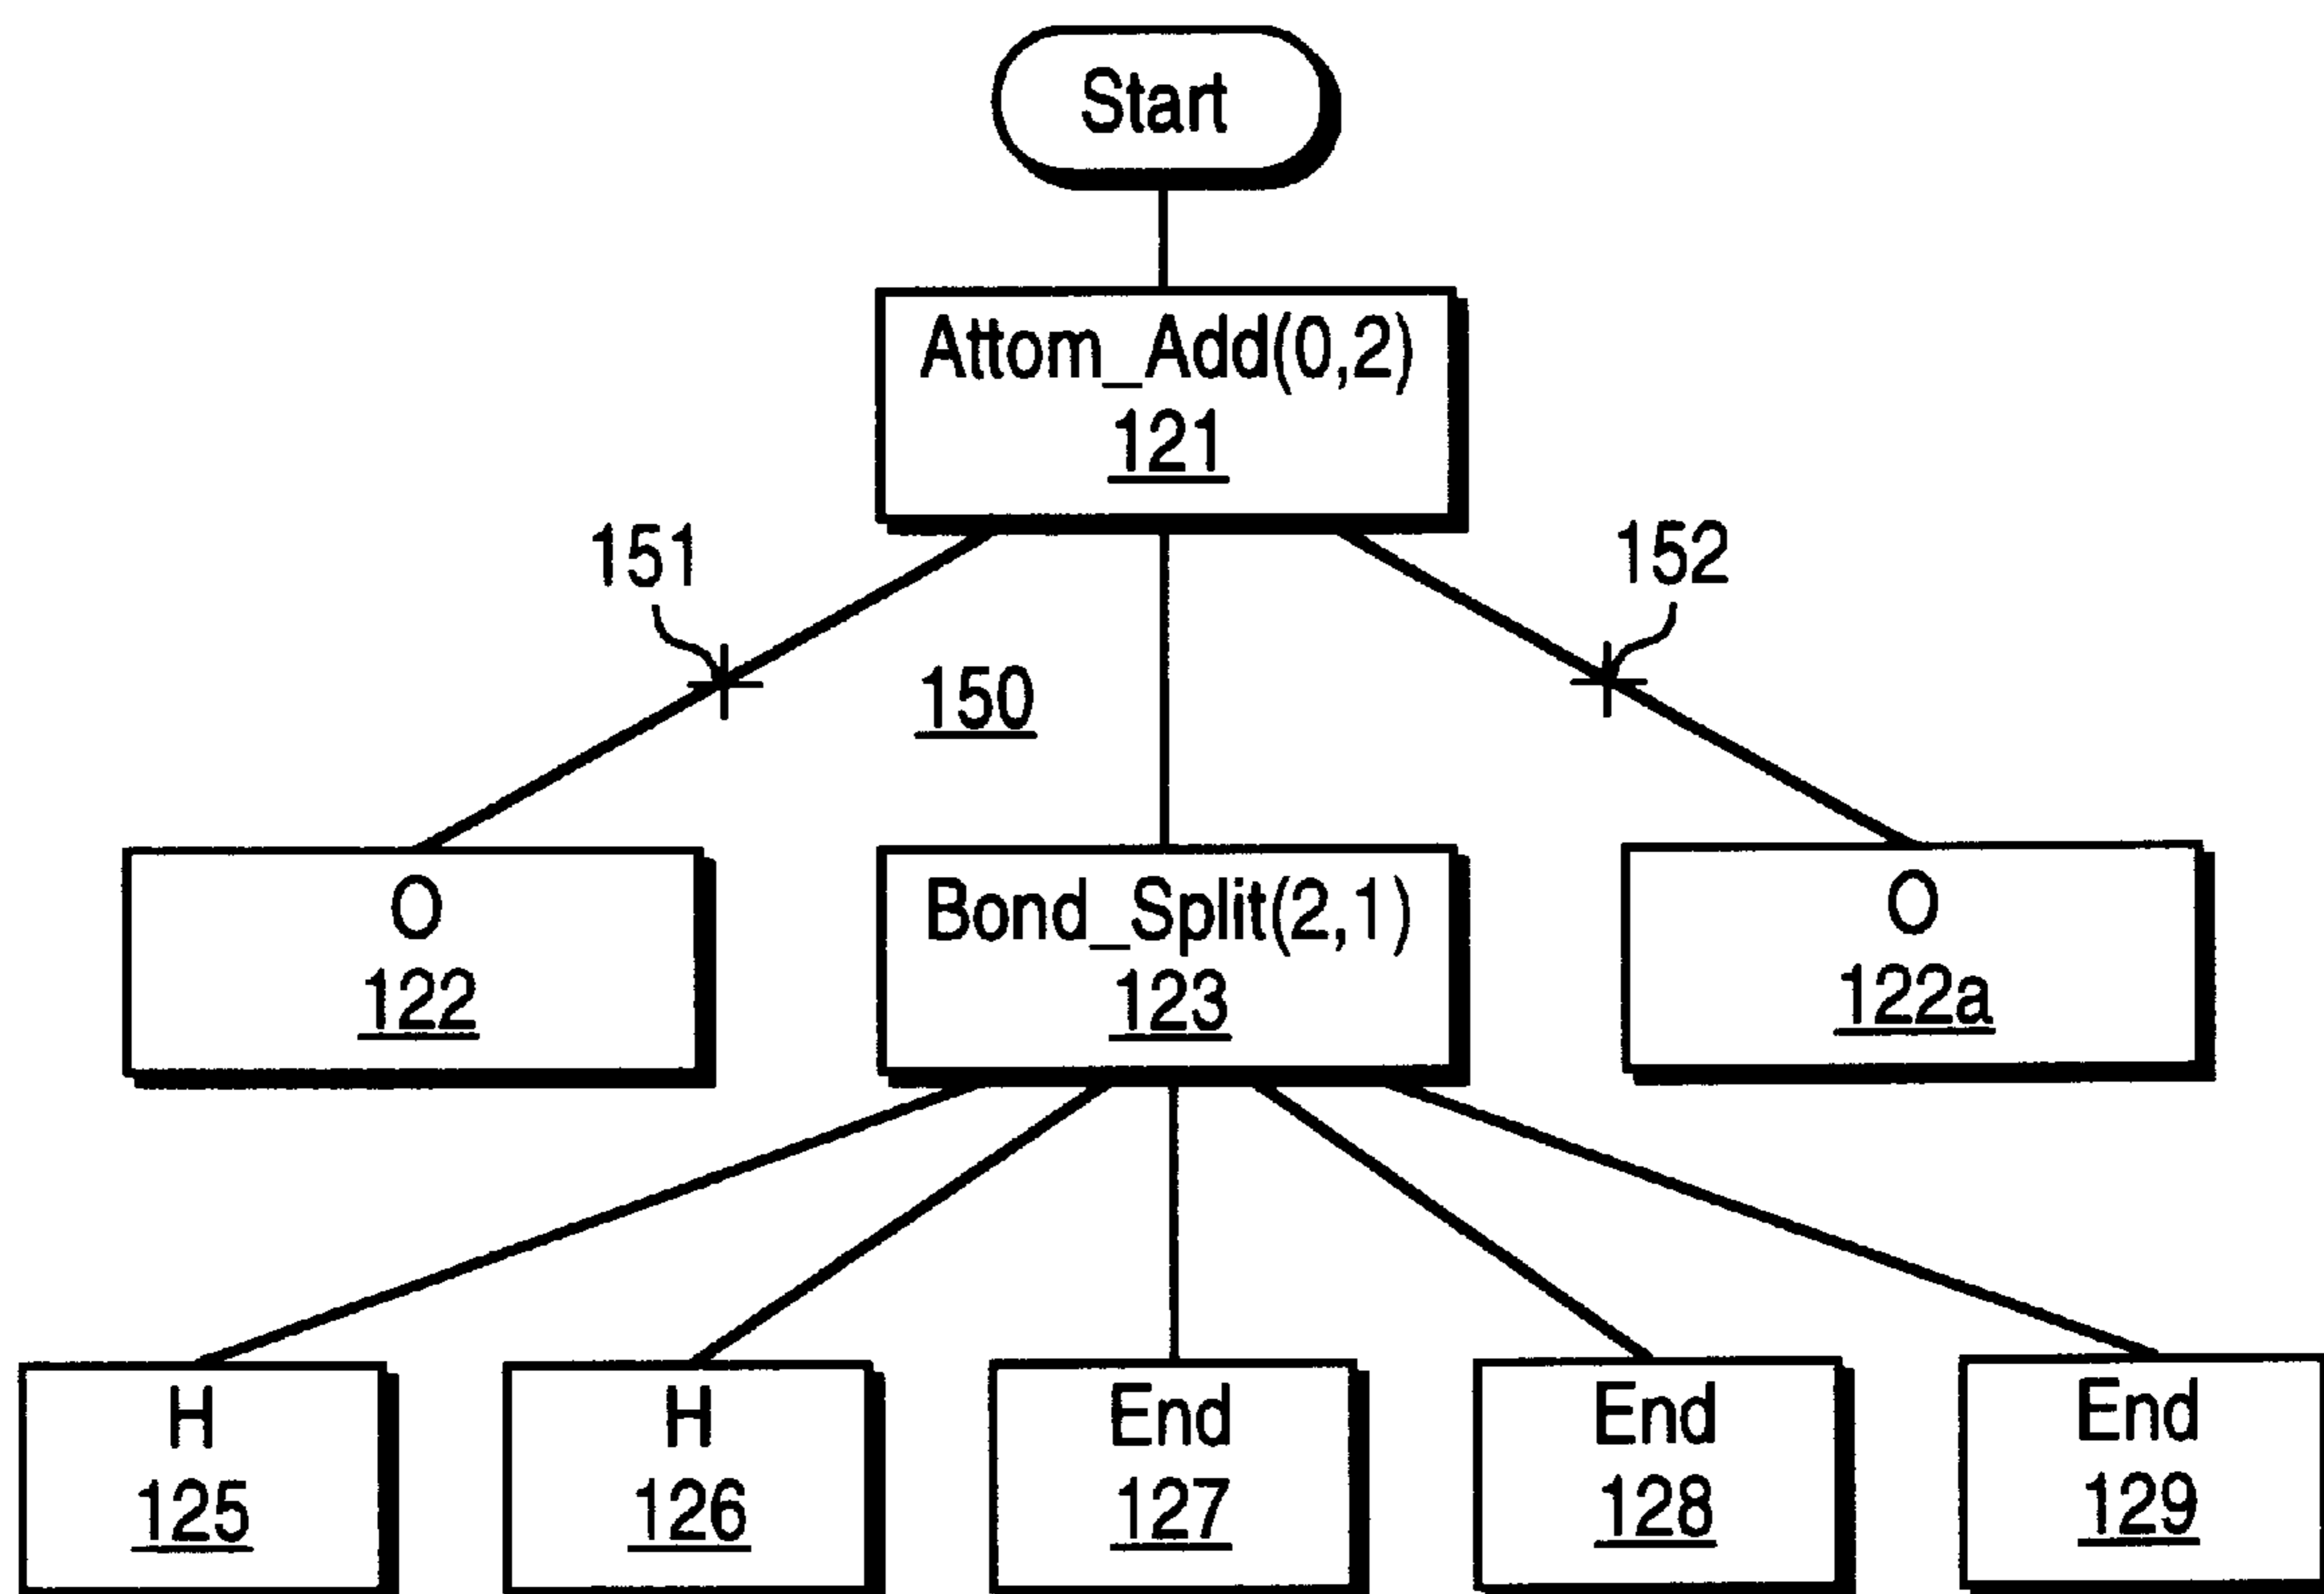 Start
Attom_Add(0,2)
121
151
152
150
O
122
Bond_Split(2,1)
123
O
122a
H
125
H
126
End
127
End
128
End
129